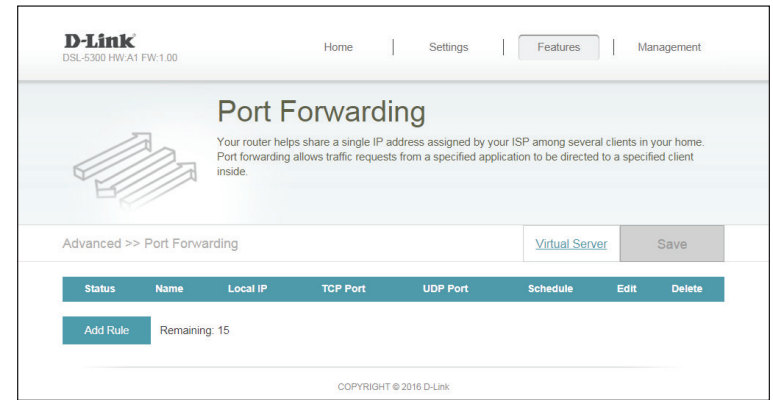 D-Link
DSL-5300 HW:A1 FW:1.00
Home | Settings | Features | Management
Port Forwarding
Your router helps share a single IP address assigned by your ISP among several clients in your home.
Port forwarding allows traffic requests from a specified application to be directed to a specified client
inside.
Advanced >> Port Forwarding
Virtual Server
Save
Status Name Local IP TCP Port UDP Port Schedule Edit Delete
Add Rule Remaining: 15
COPYRIGHT © 2016 D-Link